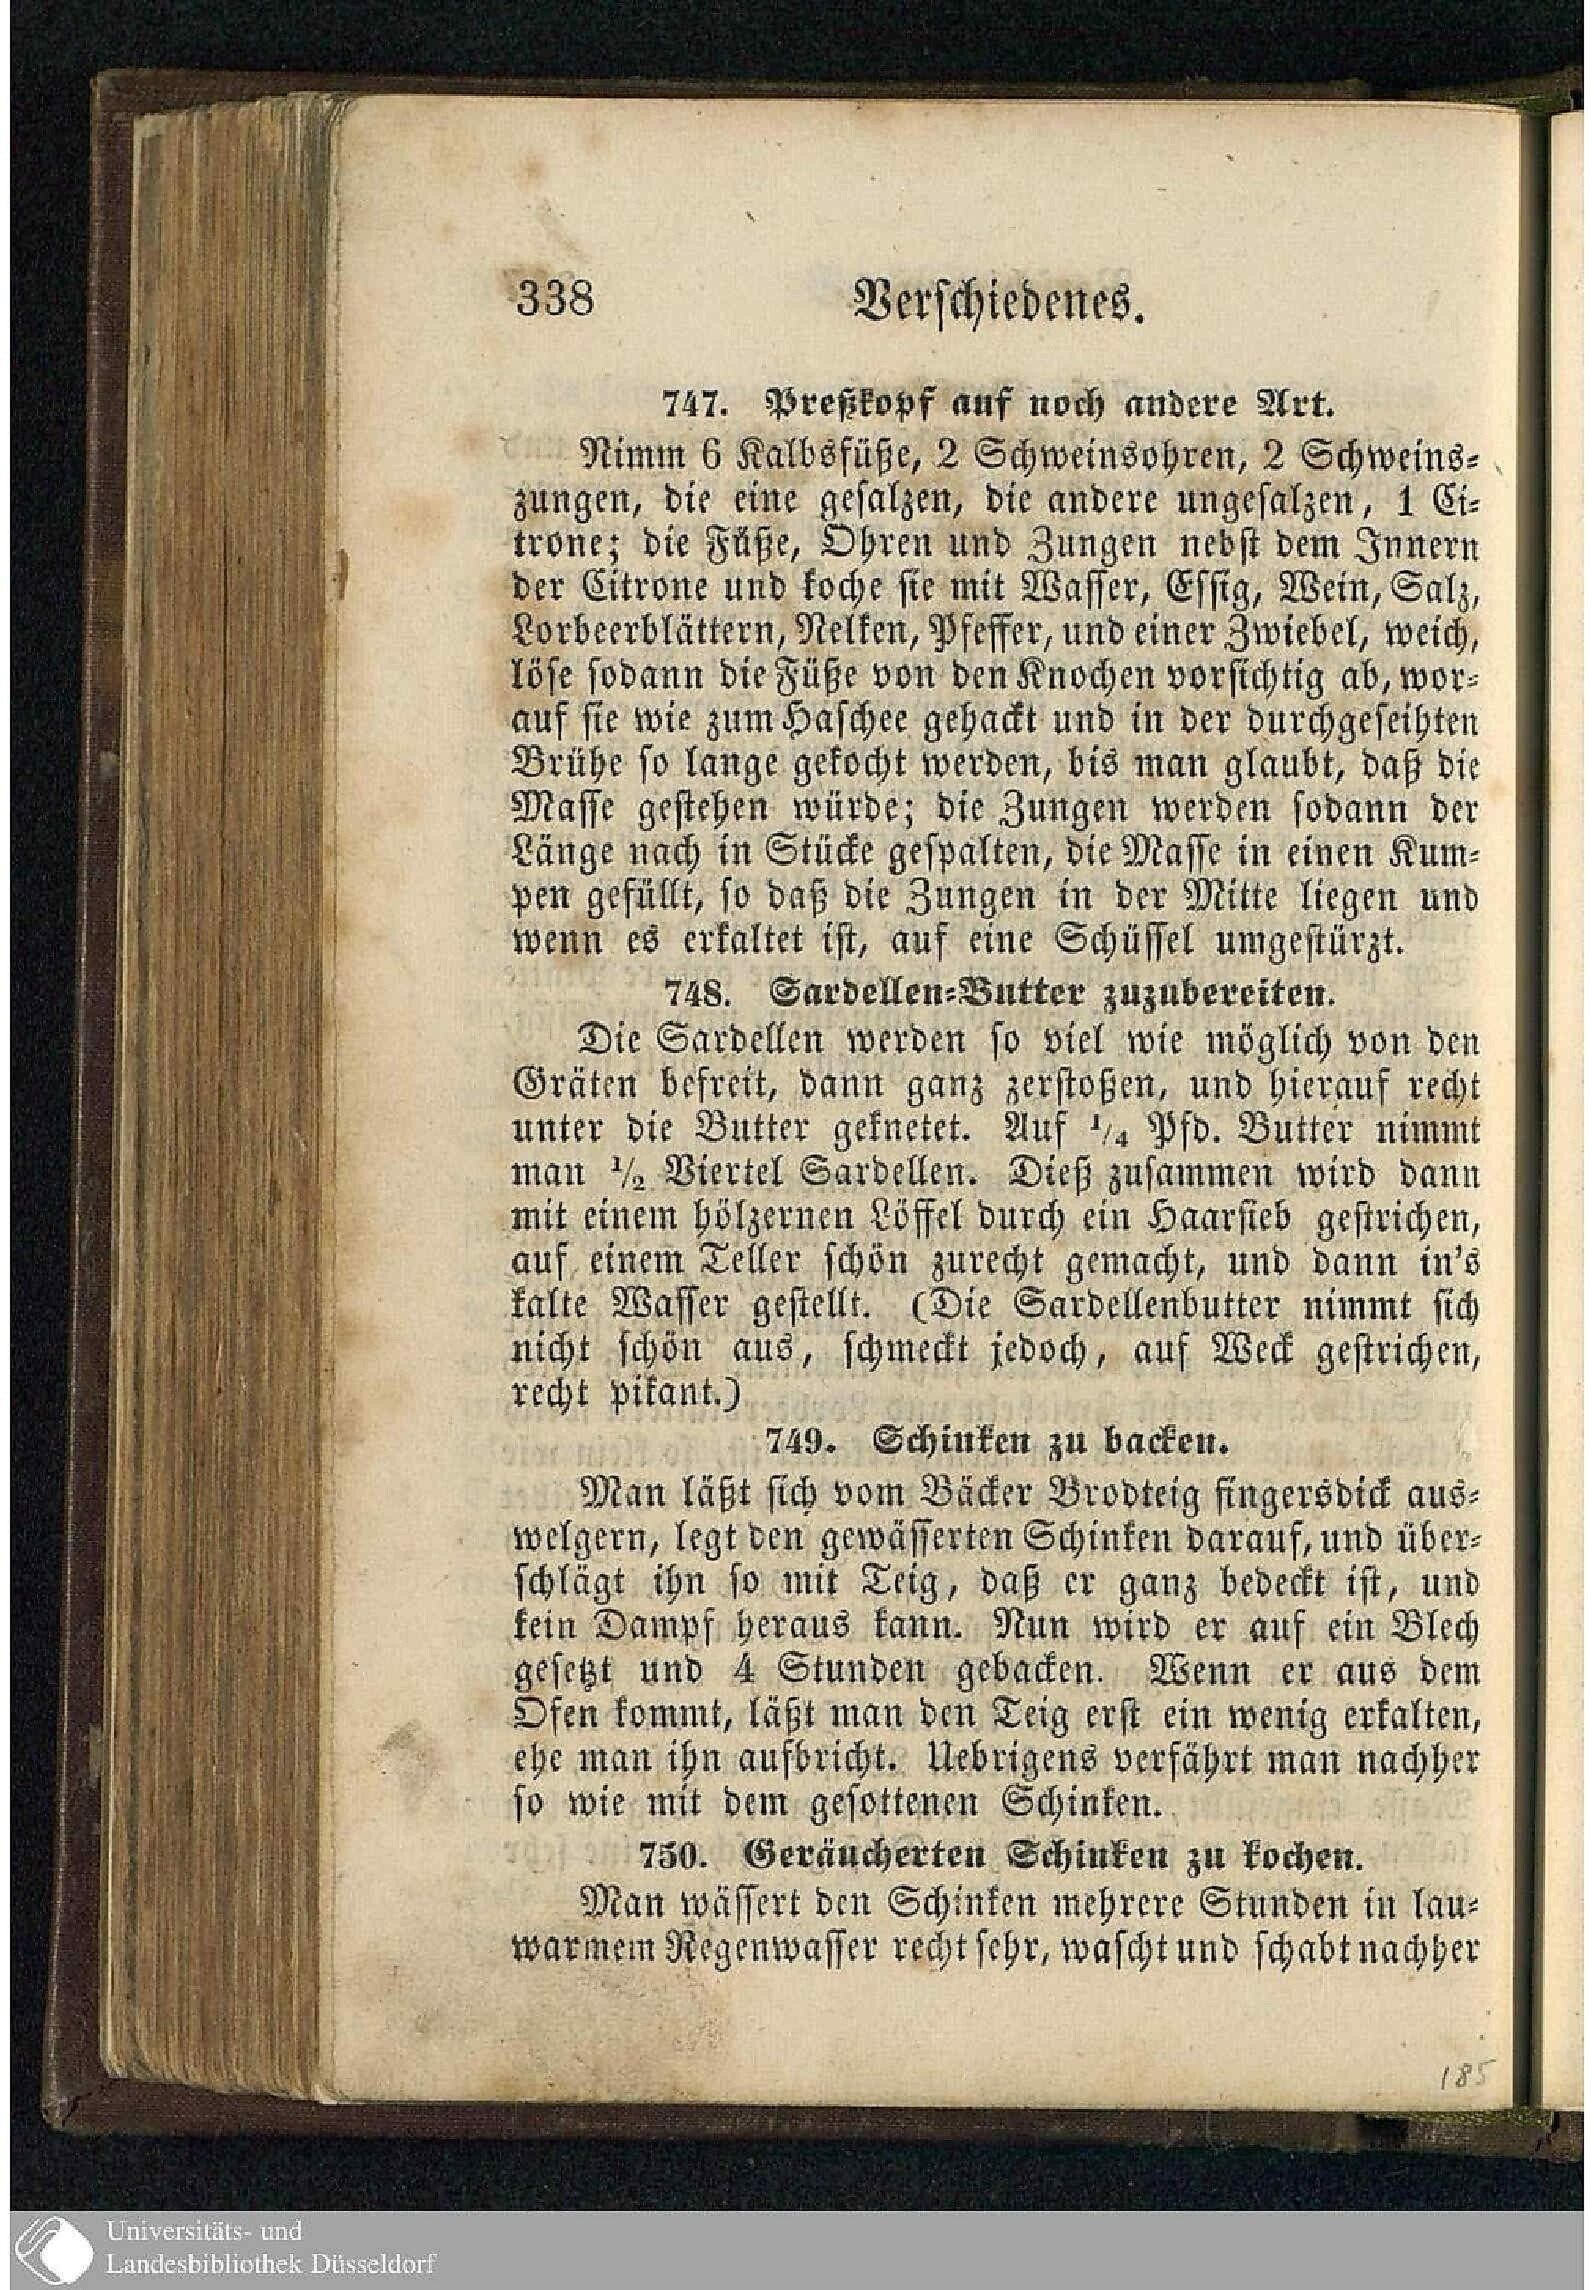 338 Verschiedenes.
747. Preßkopf auf noch andere Art.
Nimm 6 Kalbsfüße, 2 Schweinsohren, 2 Schweins-
zungen, die eine gesalzen, die andere ungesalzen, 1 Ci-
trone; die Füße, Ohren und Zungen nebst dem Innern
der Citrone und koche sie mit Wasser, Essig, Wein, Salz,
Lorbeerblättern, Nelken, Pfeffer, und einer Zwiebel, weich,
löse sodann die Füße von den Knochen vorsichtig ab, wor-
auf sie wie zum Haschee gehackt und in der durchgeseihten
Brühe so lange gekocht werden, bis man glaubt, daß die
Masse gestehen würde; die Zungen werden sodann der
Länge nach in Stücke gespalten, die Masse in einen Kum-
pen gefüllt, so daß die Zungen in der Mitte liegen und
wenn es erkaltet ist, auf eine Schüssel umgestürzt.
748. Sardellen-Butter zuzubereiten.
Die Sardellen werden so viel wie möglich von den
Gräten befreit, dann ganz zerstoßen, und hierauf recht
unter die Butter geknetet. Auf 1/4 Pfd. Butter nimmt
man 1/2 Viertel Sardellen. Dieß zusammen wird dann
mit einem hölzernen Löffel durch ein Haarsieb gestrichen,
auf einem Teller schön zurecht gemacht, und dann in's
kalte Wasser gestellt. (Die Sardellenbutter nimmt sich
nicht schön aus, schmeckt jedoch, auf Weck gestrichen,
recht pikant.)
749. Schinken zu backen.
Man läßt sich vom Bäcker Brodteig fingersdick aus-
welgern, legt den gewässerten Schinken darauf, und über-
schlägt ihn so mit Teig, daß er ganz bedeckt ist, und
kein Dampf heraus kann. Nun wird er auf ein Blech
gesetzt und 4 Stunden gebacken. Wenn er aus dem
Ofen kommt, läßt man den Teig erst ein wenig erkalten,
ehe man ihn aufbricht. Uebrigens verfährt man nachher
so wie mit dem gesottenen Schinken.
750. Geräucherten Schinken zu kochen.
Man wässert den Schinken mehrere Stunden in lau-
warmem Regenwasser recht sehr, wascht und schabt nachher
185
Universitäts- und
Landesbibliothek Düsseldorf